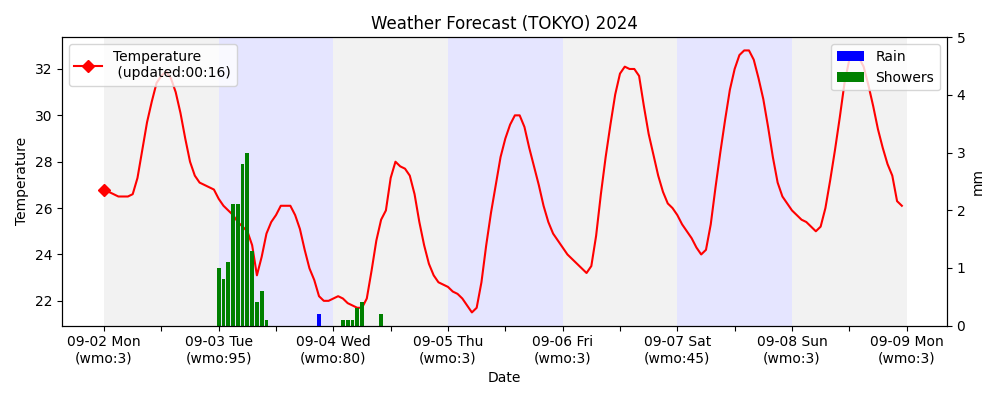 Weather Forecast (TOKYO) 2024
Temperature
(updated:00:16)
Rain
Showers
Temperature
32
30
28
26
24
22
5
4
3
2
1
0
mm
09-02 Mon
(wmo:3)
09-03 Tue
(wmo:95)
09-04 Wed
(wmo:80)
09-05 Thu
(wmo:3)
09-06 Fri
(wmo:3)
09-07 Sat
(wmo:45)
09-08 Sun
(wmo:3)
09-09 Mon
(wmo:3)
Date